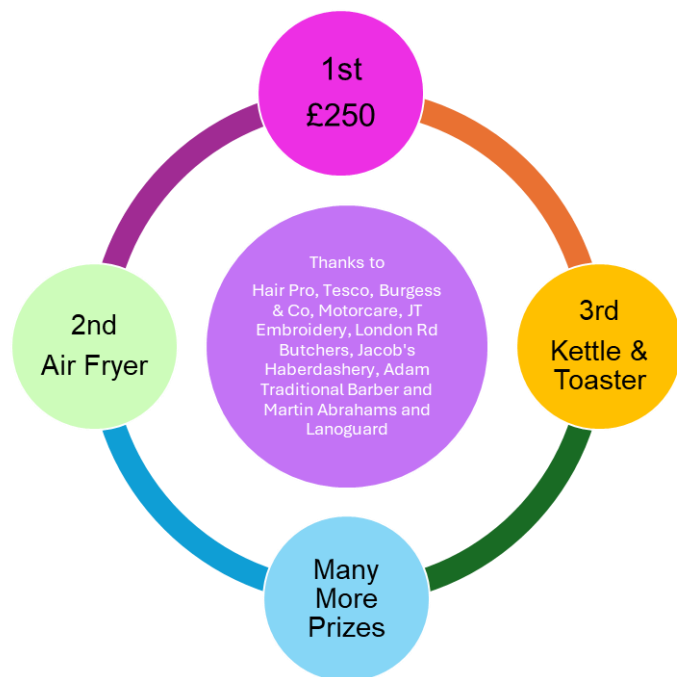 1st
£250
2nd
Air Fryer
Thanks to
Hair Pro, Tesco, Burgess
& Co, Motorcare, JT
Embroidery, London Rd
Butchers, Jacob's
Haberdashery, Adam
Traditional Barber and
Martin Abrahams and
Lanoguard
3rd
Kettle &
Toaster
Many
More
Prizes